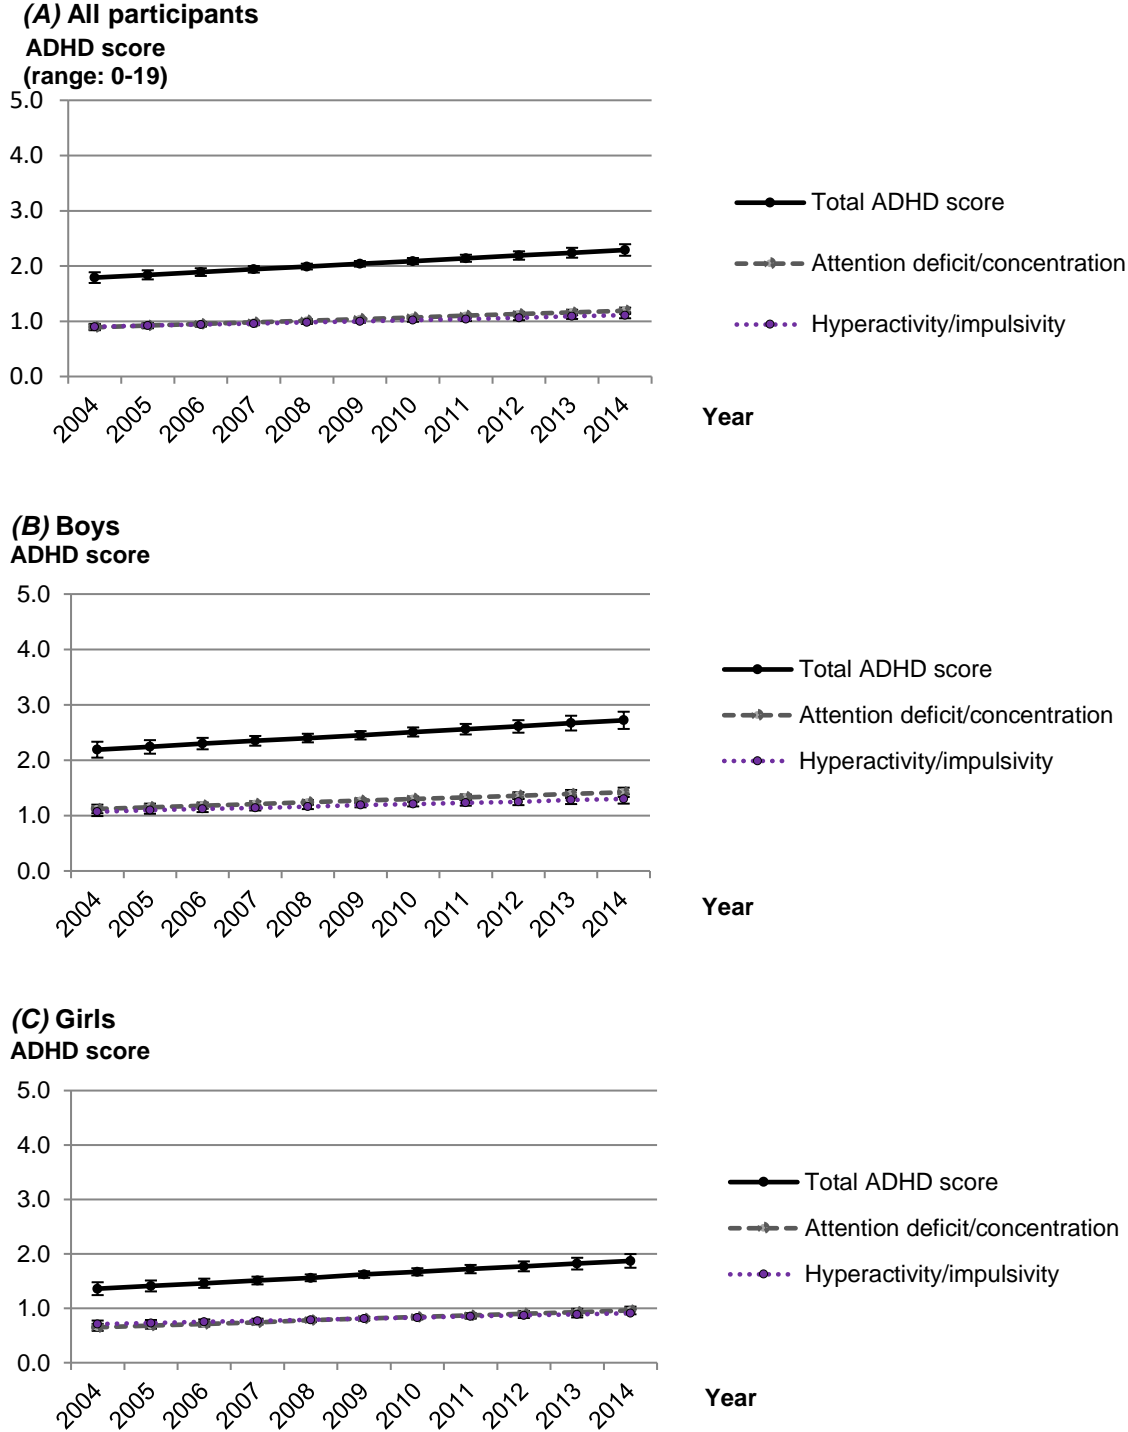 (A) All participants
ADHD score
(range: 0-19)
5.0
4.0
3.0
2.0
1.0
0.0
2004 2005 2006 2007 2008 2009 2010 2011 2012 2013 2014
Year
Total ADHD score
Attention deficit/concentration
Hyperactivity/impulsivity
(B) Boys
ADHD score
5.0
4.0
3.0
2.0
1.0
0.0
2004 2005 2006 2007 2008 2009 2010 2011 2012 2013 2014
Year
Total ADHD score
Attention deficit/concentration
Hyperactivity/impulsivity
(C) Girls
ADHD score
5.0
4.0
3.0
2.0
1.0
0.0
2004 2005 2006 2007 2008 2009 2010 2011 2012 2013 2014
Year
Total ADHD score
Attention deficit/concentration
Hyperactivity/impulsivity